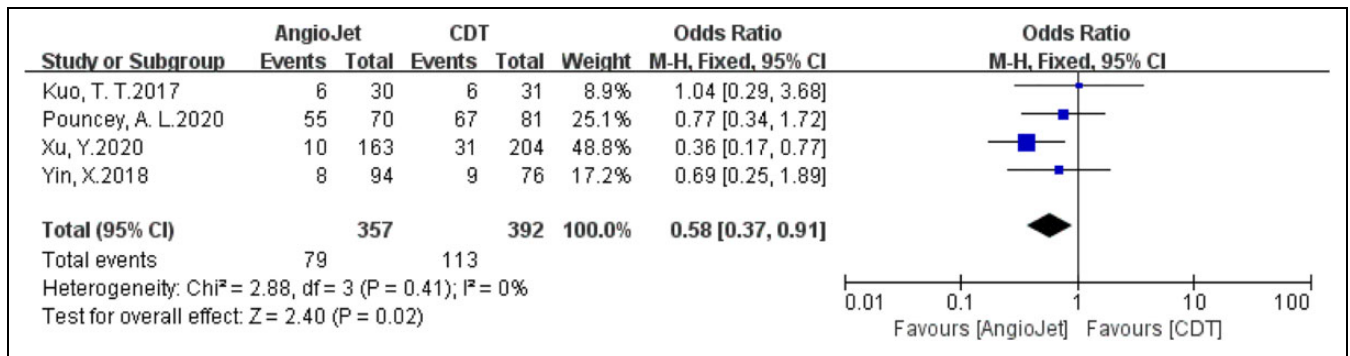 AngioJet CDT Odds Ratio Odds Ratio
Study or Subgroup Events Total Events Total Weight M-H, Fixed, 95% CI M-H, Fixed, 95% CI
Kuo, T. T.2017 6 30 6 31 8.9% 1.04 [0.29, 3.68]
Pouncey, A. L.2020 55 70 67 81 25.1% 0.77 [0.34, 1.72]
Xu, Y.2020 10 163 31 204 48.8% 0.36 [0.17, 0.77]
Yin, X.2018 8 94 9 76 17.2% 0.69 [0.25, 1.89]
Total (95% CI) 357 392 100.0% 0.58 [0.37, 0.91]
Total events 79 113
Heterogeneity: Chi² = 2.88, df = 3 (P = 0.41); I² = 0%
Test for overall effect: Z = 2.40 (P = 0.02)
0.01 0.1 1 10 100
Favours [AngioJet] Favours [CDT]